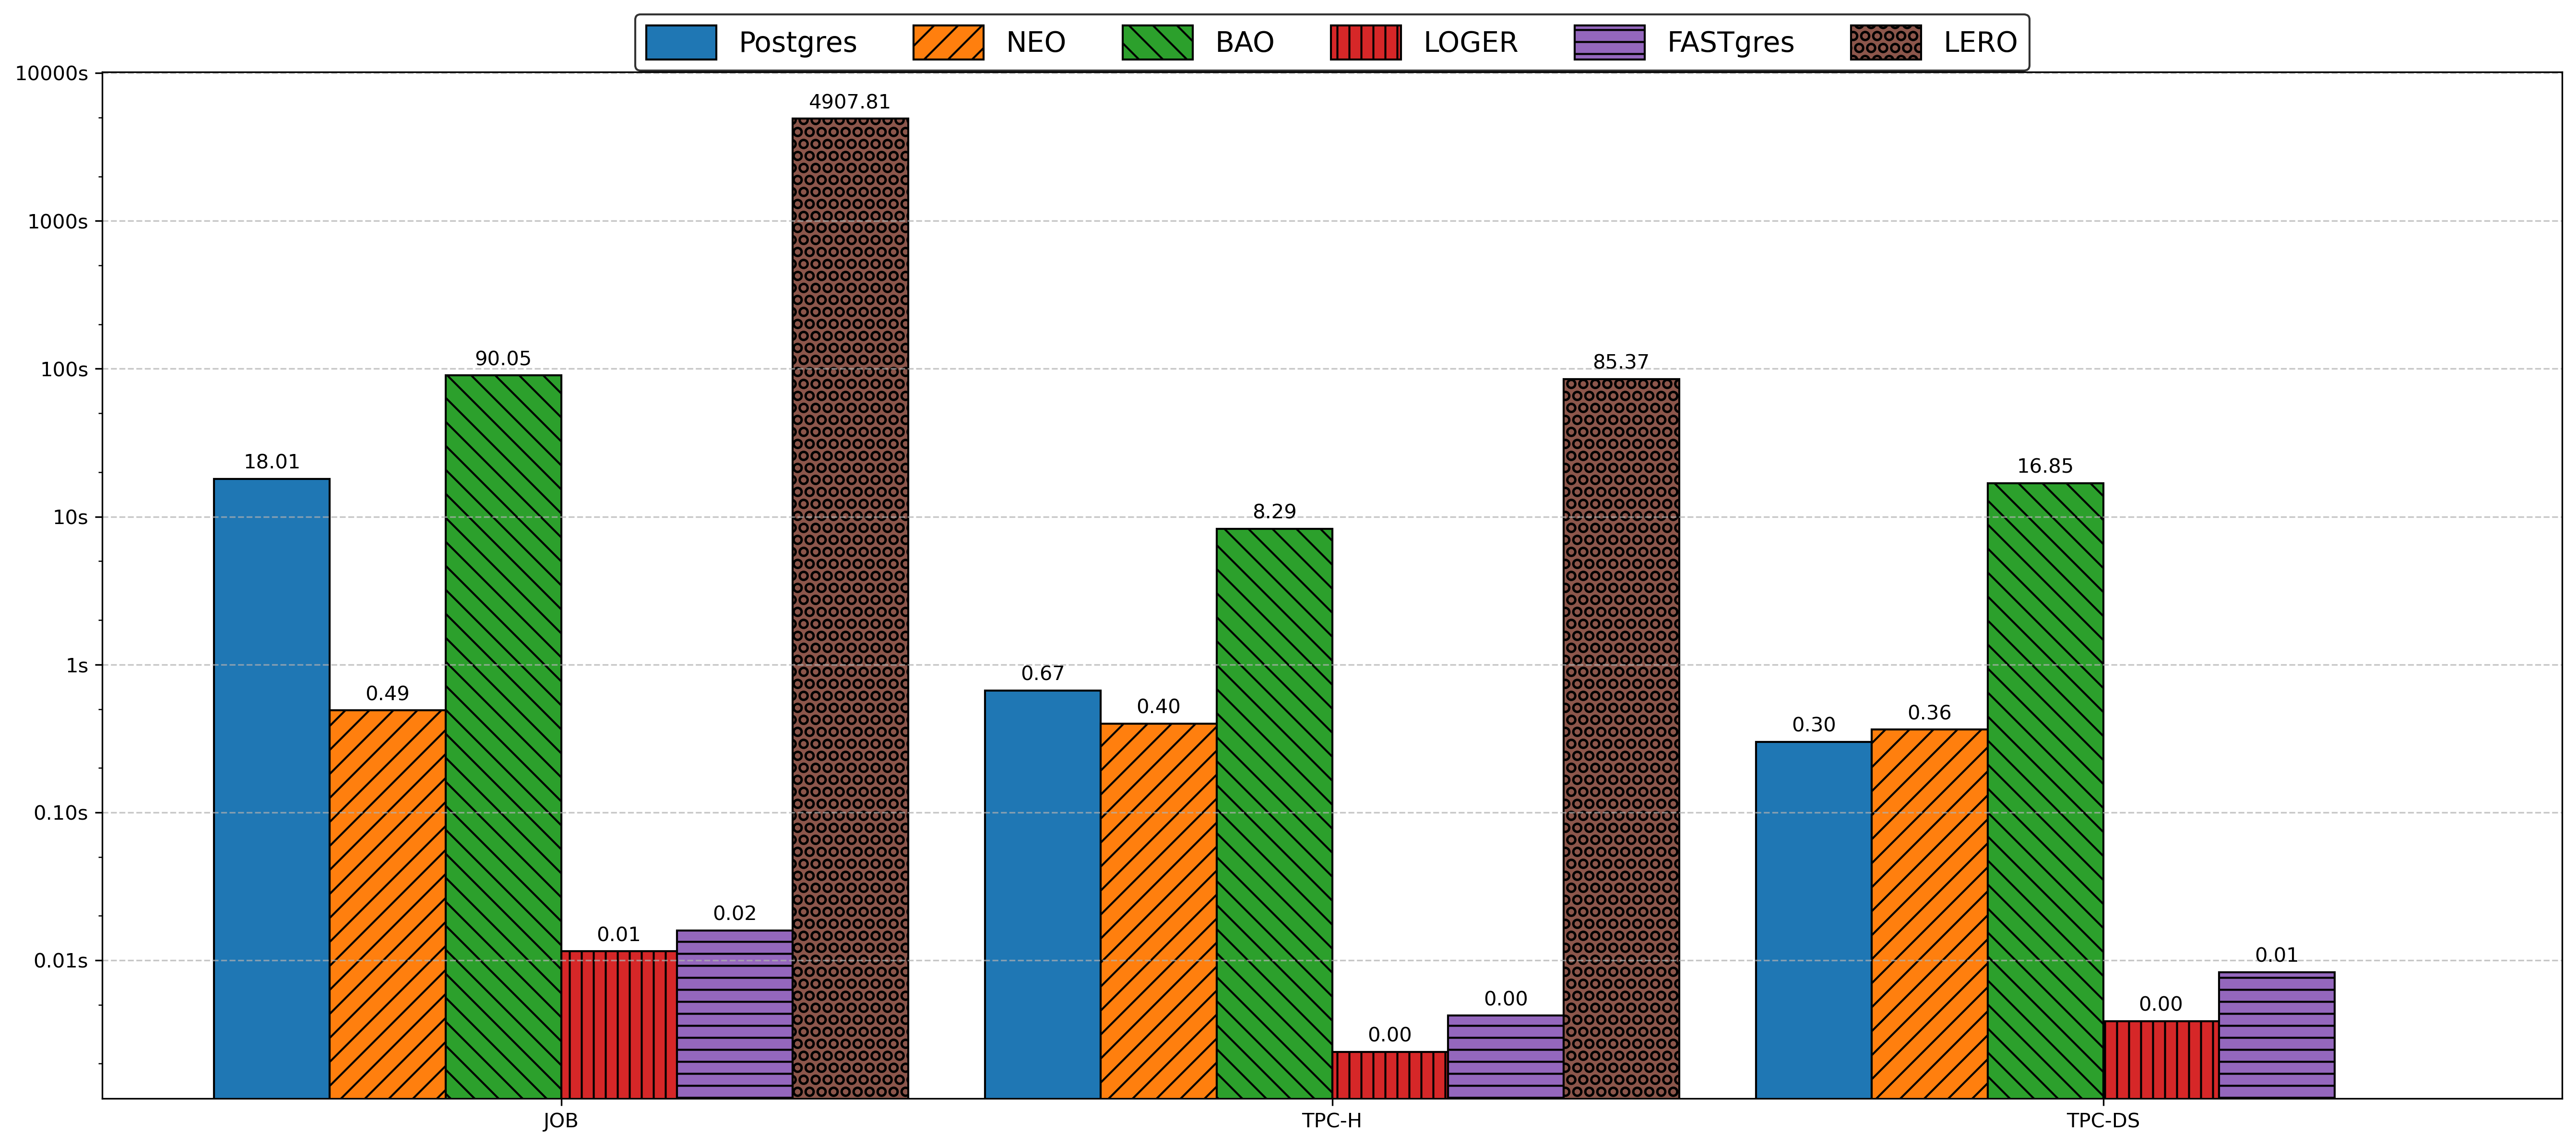 Postgres NEO BAO LOGER FASTgres LERO
10000s
1000s
100s
10s
1s
0.10s
0.01s
18.01
0.49
90.05
0.01
0.02
4907.81
0.67
0.40
8.29
0.00
0.00
85.37
0.30
0.36
16.85
0.00
0.01
JOB TPC-H TPC-DS